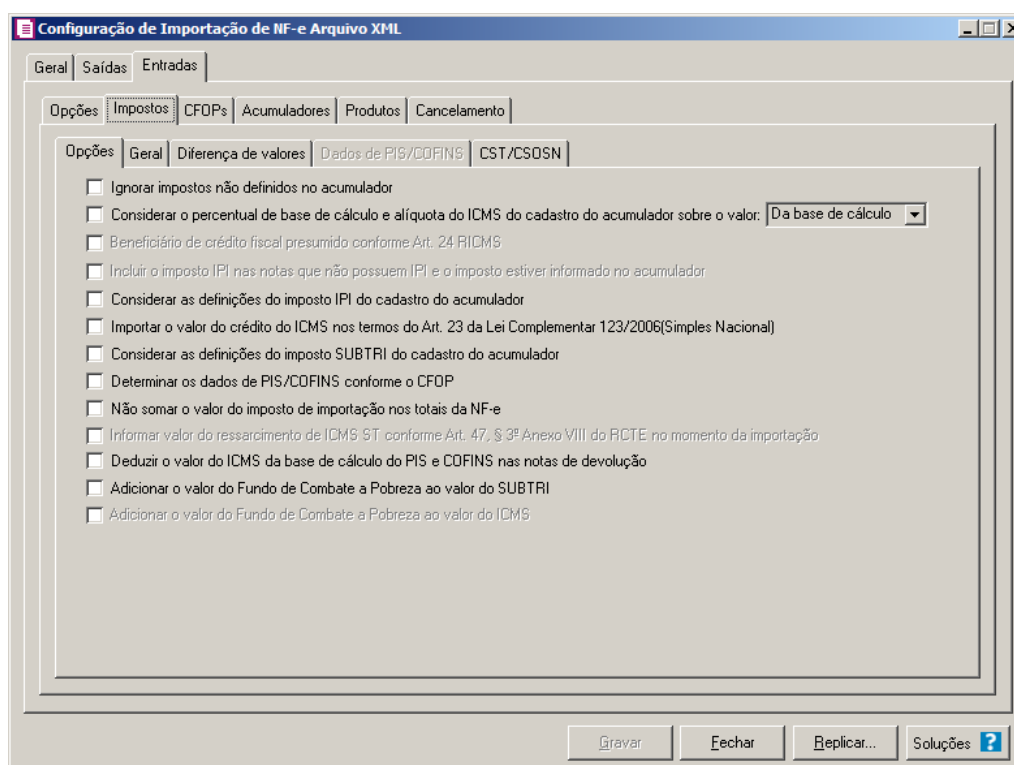 Configuração de Importação de NF-e Arquivo XML
Geral Saídas Entradas
Opções Impostos CFOPs Acumuladores Produtos Cancelamento
Opções Geral Diferença de valores Dados de PIS/COFINS CST/CSOSN
Ignorar impostos não definidos no acumulador
Considerar o percentual de base de cálculo e alíquota do ICMS do cadastro do acumulador sobre o valor: Da base de cálculo
Beneficiário de crédito fiscal presumido conforme Art. 24 RICMS
Incluir o imposto IPI nas notas que não possuem IPI e o imposto estiver informado no acumulador
Considerar as definições do imposto IPI do cadastro do acumulador
Importar o valor do crédito do ICMS nos termos do Art. 23 da Lei Complementar 123/2006(Simples Nacional)
Considerar as definições do imposto SUBTRI do cadastro do acumulador
Determinar os dados de PIS/COFINS conforme o CFOP
Não somar o valor do imposto de importação nos totais da NF-e
Informar valor do ressarcimento de ICMS ST conforme Art. 47, § 3º Anexo VIII do RCTE no momento da importação
Deduzir o valor do ICMS da base de cálculo do PIS e COFINS nas notas de devolução
Adicionar o valor do Fundo de Combate a Pobreza ao valor do SUBTRI
Adicionar o valor do Fundo de Combate a Pobreza ao valor do ICMS
Gravar Fechar Replicar... Soluções ?